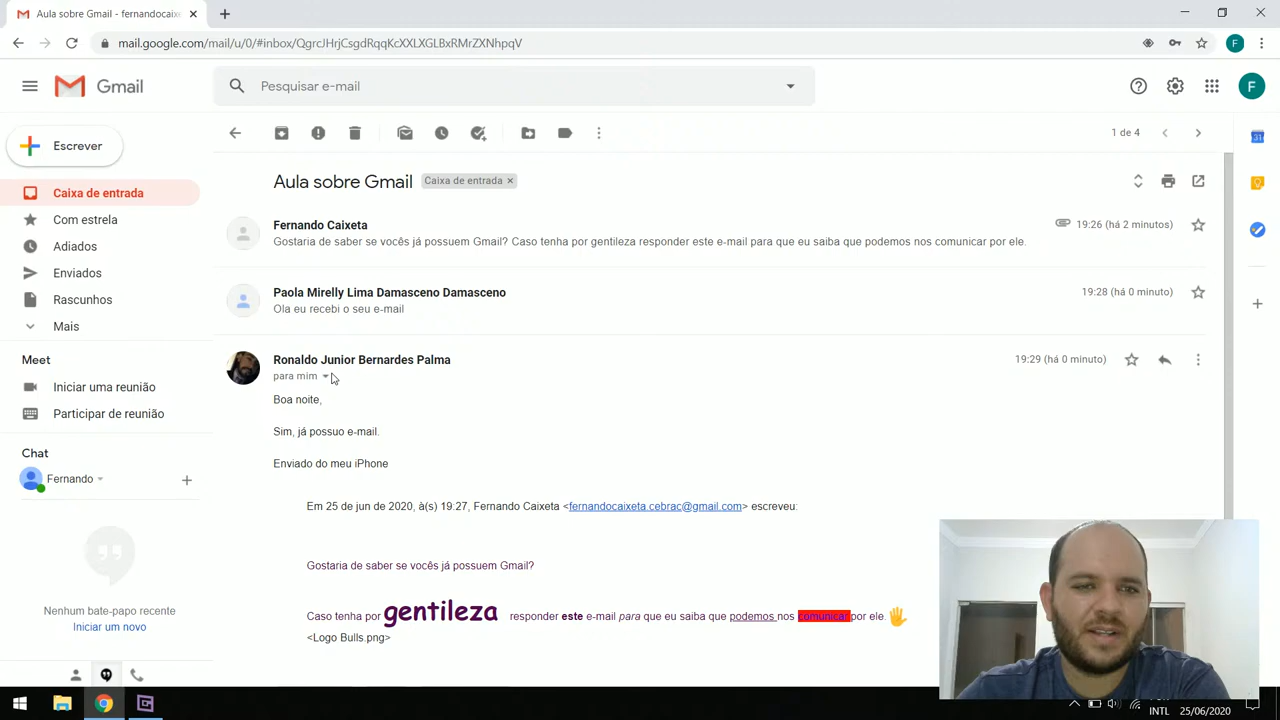 Aula sobre Gmail - fernandocaixe
mail.google.com/mail/u/0/#inbox/QgrcJHrjCsgdRqqKcXXLXGLBxRMrZXNhpqV
F
Gmail
Pesquisar e-mail
F
Escrever
1 de 4
31
Aula sobre Gmail
Caixa de entrada ×
Caixa de entrada
Com estrela
Adiados
Enviados
Rascunhos
Mais
Fernando Caixeta
19:26 (há 2 minutos)
Gostaria de saber se vocês já possuem Gmail? Caso tenha por gentileza responder este e-mail para que eu saiba que podemos nos comunicar por ele.
Paola Mirelly Lima Damasceno Damasceno
19:28 (há 0 minuto)
Ola eu recebi o seu e-mail
Meet
Iniciar uma reunião
Participar de reunião
Ronaldo Junior Bernardes Palma
19:29 (há 0 minuto)
para mim
Boa noite,
Sim, já possuo e-mail.
Enviado do meu iPhone
Chat
Fernando
Em 25 de jun de 2020, à(s) 19:27, Fernando Caixeta <fernandocaixeta.cebrac@gmail.com> escreveu:
Gostaria de saber se vocês já possuem Gmail?
Caso tenha por gentileza responder este e-mail para que eu saiba que podemos nos comunicar por ele.
<Logo Bulls.png>
Nenhum bate-papo recente
Iniciar um novo
INTL
25/06/2020